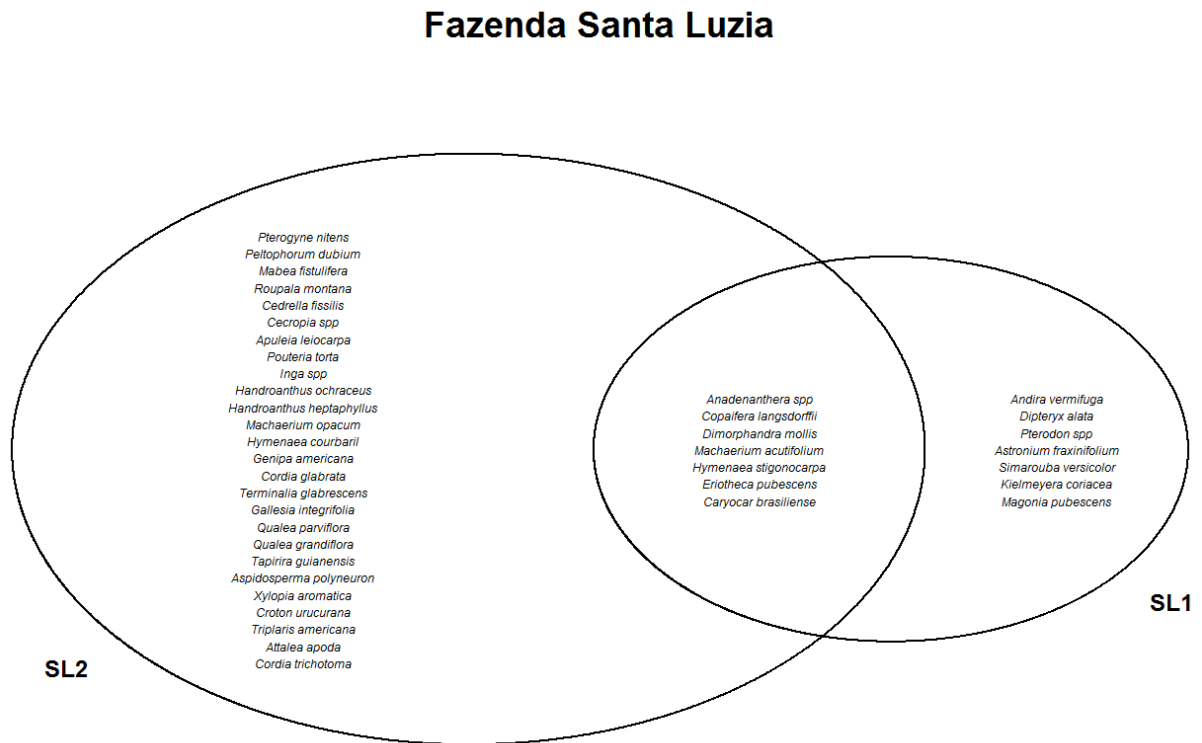 Fazenda Santa Luzia
Pterogyne nitens
Peltophorum dubium
Mabea fistulifera
Roupala montana
Cedrella fissilis
Cecropia spp
Apuleia leiocarpa
Pouteria torta
Inga spp
Handroanthus ochraceus
Handroanthus heptaphyllus
Machaerium opacum
Hymenaea courbaril
Genipa americana
Cordia glabrata
Terminalia glabrescens
Gallesia integrifolia
Qualea parviflora
Qualea grandiflora
Tapirira guianensis
Aspidosperma polyneuron
Xylopia aromatica
Croton urucurana
Triplaris americana
Attalea apoda
Cordia trichotoma
SL2
Anadenanthera spp
Copaifera langsdorffii
Dimorphandra mollis
Machaerium acutifolium
Hymenaea stigonocarpa
Eriotheca pubescens
Caryocar brasiliense
Andira vermifuga
Dipteryx alata
Pterodon spp
Astronium fraxinifolium
Simarouba versicolor
Kielmeyera coriacea
Magonia pubescens
SL1